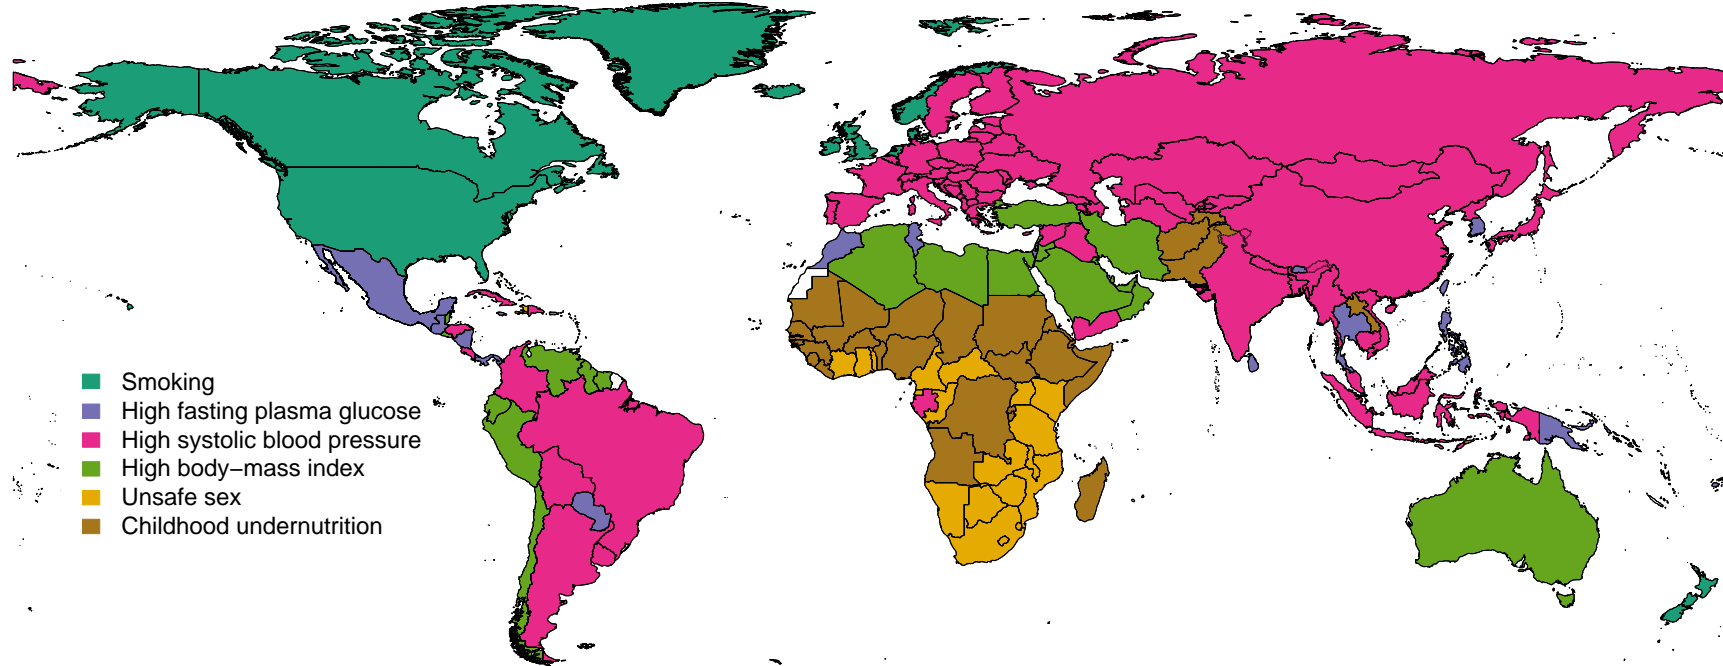 Smoking
High fasting plasma glucose
High systolic blood pressure
High body−mass index
Unsafe sex
Childhood undernutrition